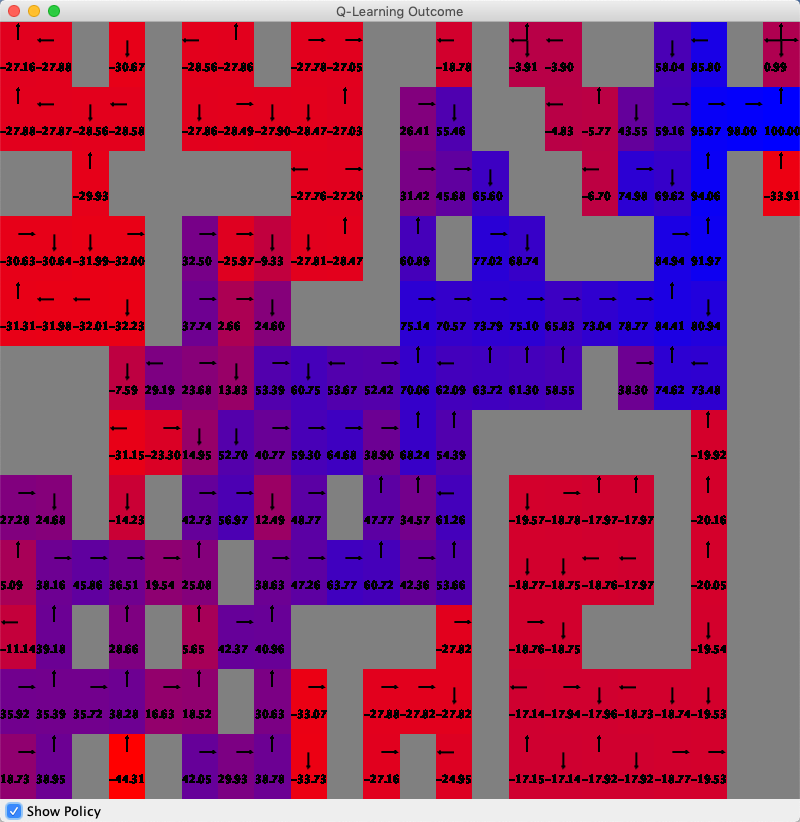 Q-Learning Outcome
-27.16 -27.88 -30.67 -28.56 -27.86 -27.78 -27.05 -18.78 -3.91 -3.90 58.04 85.80 0.99
-27.88 -27.87 -28.56 -28.58 -27.86 -28.49 -27.90 -28.47 -27.03 26.41 55.46 -4.83 -5.77 43.55 59.16 95.87 98.00 100.00
-29.93 -27.76 -27.20 31.42 45.68 65.60 -6.70 74.98 69.62 94.06 -33.91
-30.63 -30.64 -31.99 -32.00 32.50 -25.97 -9.33 -27.81 -28.47 60.89 77.02 68.74 84.94 91.97
-31.31 -31.98 -32.01 -32.23 37.74 2.66 24.60 75.14 70.57 73.79 75.10 65.83 73.04 78.77 84.41 80.94
-7.59 29.19 23.68 13.83 53.39 60.75 53.67 52.42 70.06 62.09 63.72 61.30 58.55 38.30 74.62 73.48
-31.15 -23.30 14.95 52.70 40.77 59.30 64.68 38.90 68.24 54.39 -19.92
27.28 24.68 -14.23 42.73 56.97 12.49 48.77 47.77 34.57 61.26 -19.57 -18.78 -17.97 -17.97 -20.16
5.09 38.16 45.86 36.51 19.54 25.08 38.63 47.26 63.77 60.72 42.36 53.66 -18.77 -18.75 -18.76 -17.97 -20.05
-11.14 39.18 28.66 5.65 42.37 40.96 -27.82 -18.76 -18.75 -19.54
35.92 35.39 35.72 38.28 16.63 18.52 30.63 -33.07 -27.88 -27.82 -27.82 -17.14 -17.94 -17.96 -18.73 -18.74 -19.53
18.73 38.95 -44.31 42.05 29.93 38.78 -33.73 -27.16 -24.95 -17.15 -17.14 -17.92 -17.92 -18.77 -19.53
Show Policy